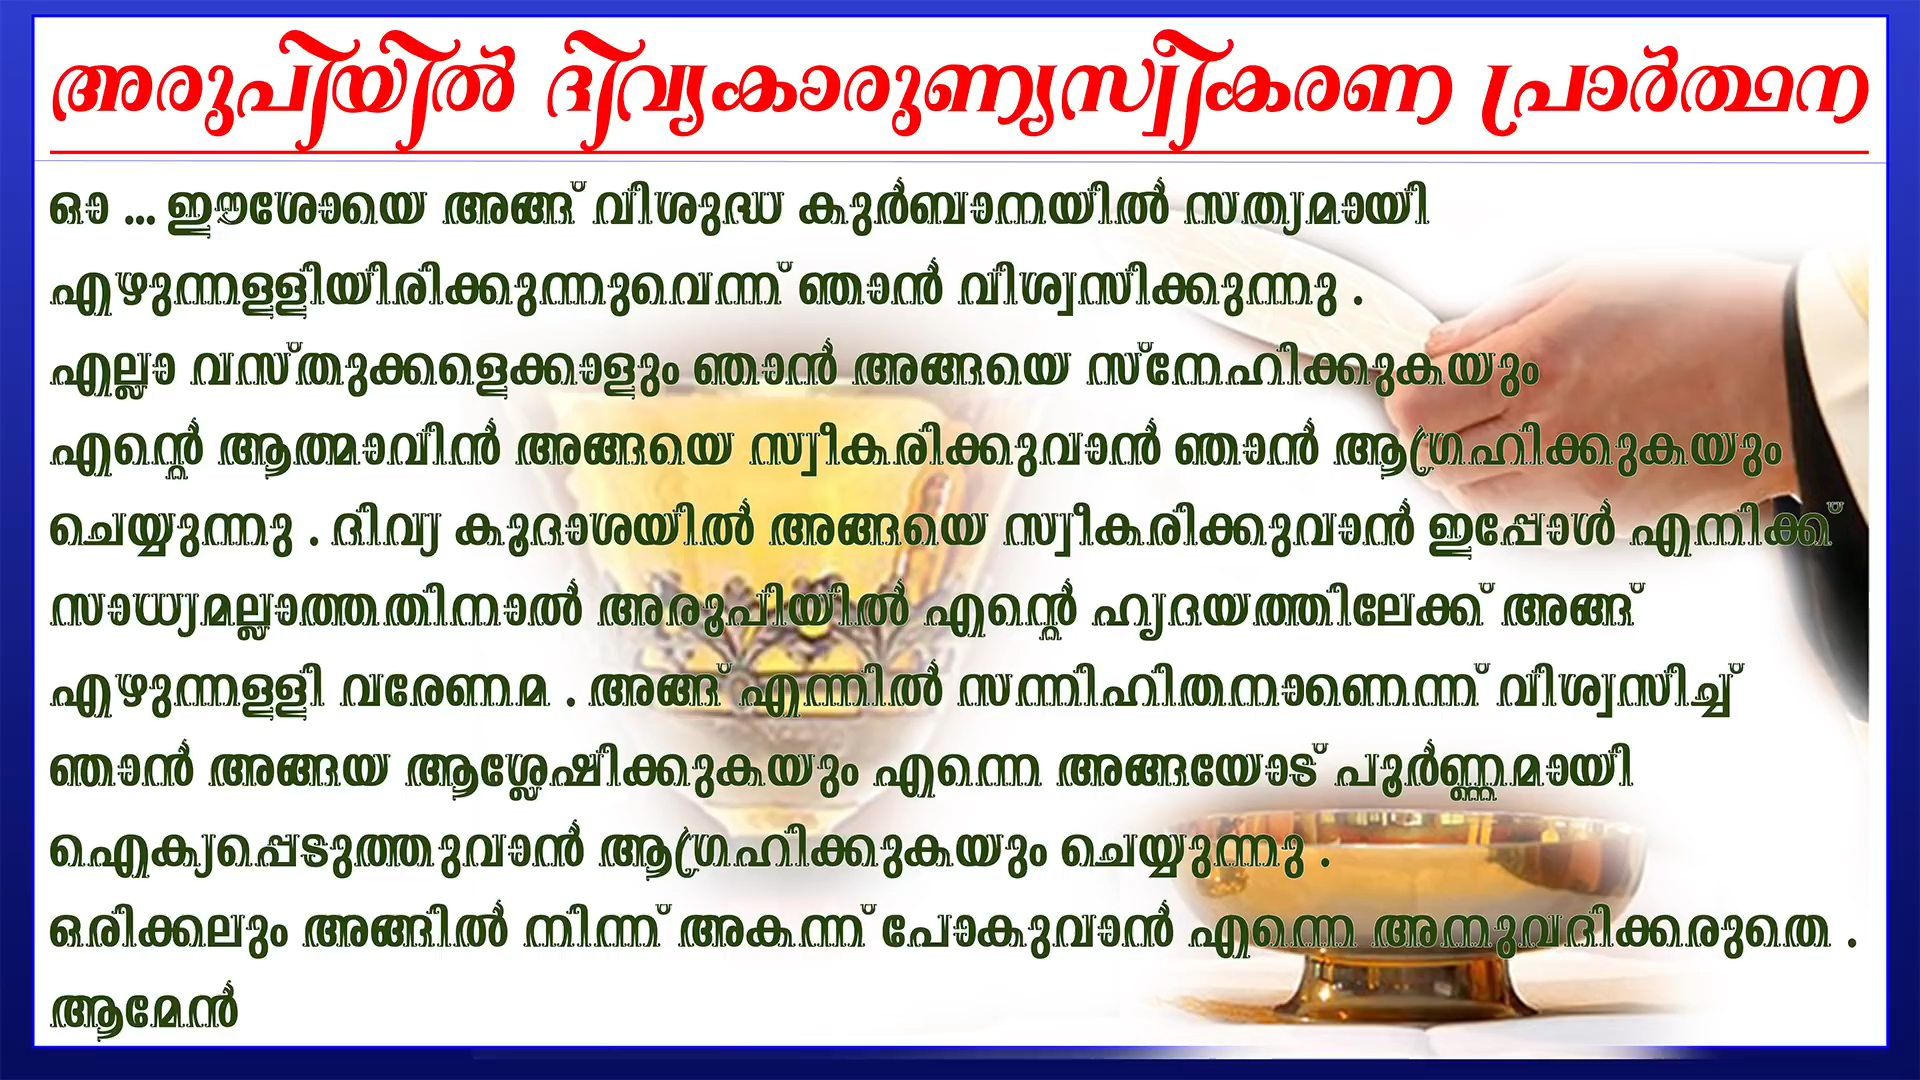 അരൂപിയിൽ ദിവ്യകാരുണ്യസ്വീകരണ പ്രാർത്ഥന
ഓ ... ഈശോയെ അങ്ങ് വിശുദ്ധ കുർബാനയിൽ സത്യമായി
എഴുന്നള്ളിയിരിക്കുന്നുവെന്ന് ഞാൻ വിശ്വസിക്കുന്നു .
എല്ലാ വസ്തുക്കളെക്കാളും ഞാൻ അങ്ങയെ സ്നേഹിക്കുകയും
എന്റെ ആത്മാവിൻ അങ്ങയെ സ്വീകരിക്കുവാൻ ഞാൻ ആഗ്രഹിക്കുകയും
ചെയ്യുന്നു . ദിവ്യ കൂദാശയിൽ അങ്ങയെ സ്വീകരിക്കുവാൻ ഇപ്പോൾ എനിക്ക്
സാധ്യമല്ലാത്തതിനാൽ അരൂപിയിൽ എന്റെ ഹൃദയത്തിലേക്ക് അങ്ങ്
എഴുന്നള്ളി വരേണമ . അങ്ങ് എന്നിൽ സന്നിഹിതനാണെന്ന് വിശ്വസിച്ച്
ഞാൻ അങ്ങയ ആശ്ലേഷിക്കുകയും എന്നെ അങ്ങയോട് പൂർണ്ണമായി
ഐക്യപ്പെടുത്തുവാൻ ആഗ്രഹിക്കുകയും ചെയ്യുന്നു .
ഒരിക്കലും അങ്ങിൽ നിന്ന് അകന്ന് പോകുവാൻ എന്നെ അനുവദിക്കരുതെ .
ആമേൻ